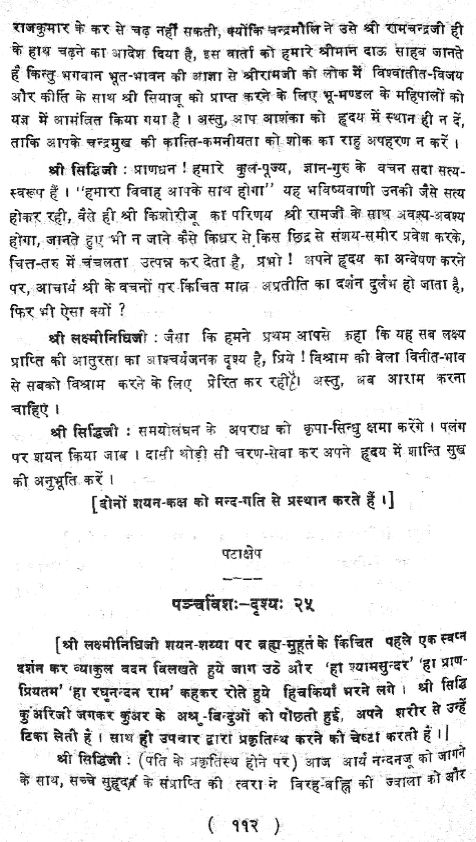 राजकुमार के कर से चढ़ नहीं सकती, क्योंकि चन्द्रमौलि ने उसे श्री रामचन्द्रजी ही
के हाथ चढ़ने का आदेश दिया है, इस वार्ता को हमारे श्रीमान दाऊ साहब जानते
हैं किन्तु भगवान भूत-भावन की आज्ञा से श्रीरामजी को लोक में विश्वातीत-विजय
और कीर्ति के साथ श्री सियाजू को प्राप्त करने के लिए भू-मण्डल के महिपालों को
यज्ञ में आमंत्रित किया गया है । अस्तु, आप आशंका को हृदय में स्थान ही न दें,
ताकि आपके चन्द्रमुख की कान्ति-कमनीयता को शोक का राहु अपहरण न करें ।
श्री सिद्धिजी : प्राणधन ! हमारे कुल-पूज्य, ज्ञान-गुरु के वचन सदा सत्य-
स्वरूप हैं । "हमारा विवाह आपके साथ होगा" यह भविष्यवाणी उनकी जैसे सत्य
होकर रही, वैसे ही श्री किशोरीजू का परिणय श्री रामजी के साथ अवश्य-अवश्य
होगा, जानते हुए भी न जाने कैसे किधर से, किस छिद्र से संशय-समीर प्रवेश करके,
चित्त-तरु में चंचलता उत्पन्न कर देता है, प्रभो ! अपने हृदय का अन्वेषण करने
पर, आचार्य श्री के वचनों पर किंचित मात्र अप्रतीति का दर्शन दुर्लभ हो जाता है,
फिर भी ऐसा क्यों ?
श्री लक्ष्मीनिधिजी : जैसा कि हमने प्रथम आपसे कहा कि यह सब लक्ष्य
प्राप्ति की आतुरता का आश्चर्यजनक दृश्य है, प्रिये ! विश्राम की बेला विनीत-भाव
से सबको विश्राम करने के लिए प्रेरित कर रही है । अस्तु, अब आराम करना
चाहिए ।
श्री सिद्धिजी : समयोलंघन के अपराध को कृपा-सिन्धु क्षमा करेंगे । पलंग
पर शयन किया जाब । दासी थोड़ी सी चरण-सेवा कर अपने हृदय में शान्ति सुख
की अनुभूति करें ।
[दोनों शयन-कक्ष को मन्द-गति से प्रस्थान करते हैं ।]
पटाक्षेप
पञ्चविंशः-दृश्यः २५
[श्री लक्ष्मीनिधिजी शयन-शय्या पर ब्रह्म-मुहूर्त के किंचित पहले एक स्वप्न
दर्शन कर व्याकुल वदन विलखते हुये जाग उठे और 'हा श्यामसुन्दर' 'हा प्राण-
प्रियतम' 'हा रघुनन्दन राम' कहकर रोते हुये हिचकियाँ भरने लगे । श्री सिद्धि
कुअँरिजी जगकर कुँअर के अश्रु-बिन्दुओं को पोंछती हुई, अपने शरीर से उन्हें
टिका लेती हैं । साथ ही उपचार द्वारा प्रकृतिस्थ करने की चेष्टा करती हैं ।]
श्री सिद्धिजी : (पति के प्रकृतिस्थ होने पर) आज आर्य नन्दनजू को जागने
के साथ, सच्चे सुहृद के संप्राप्ति की त्वरा ने विरह-वह्नि की ज्वाला को और
( ११२ )